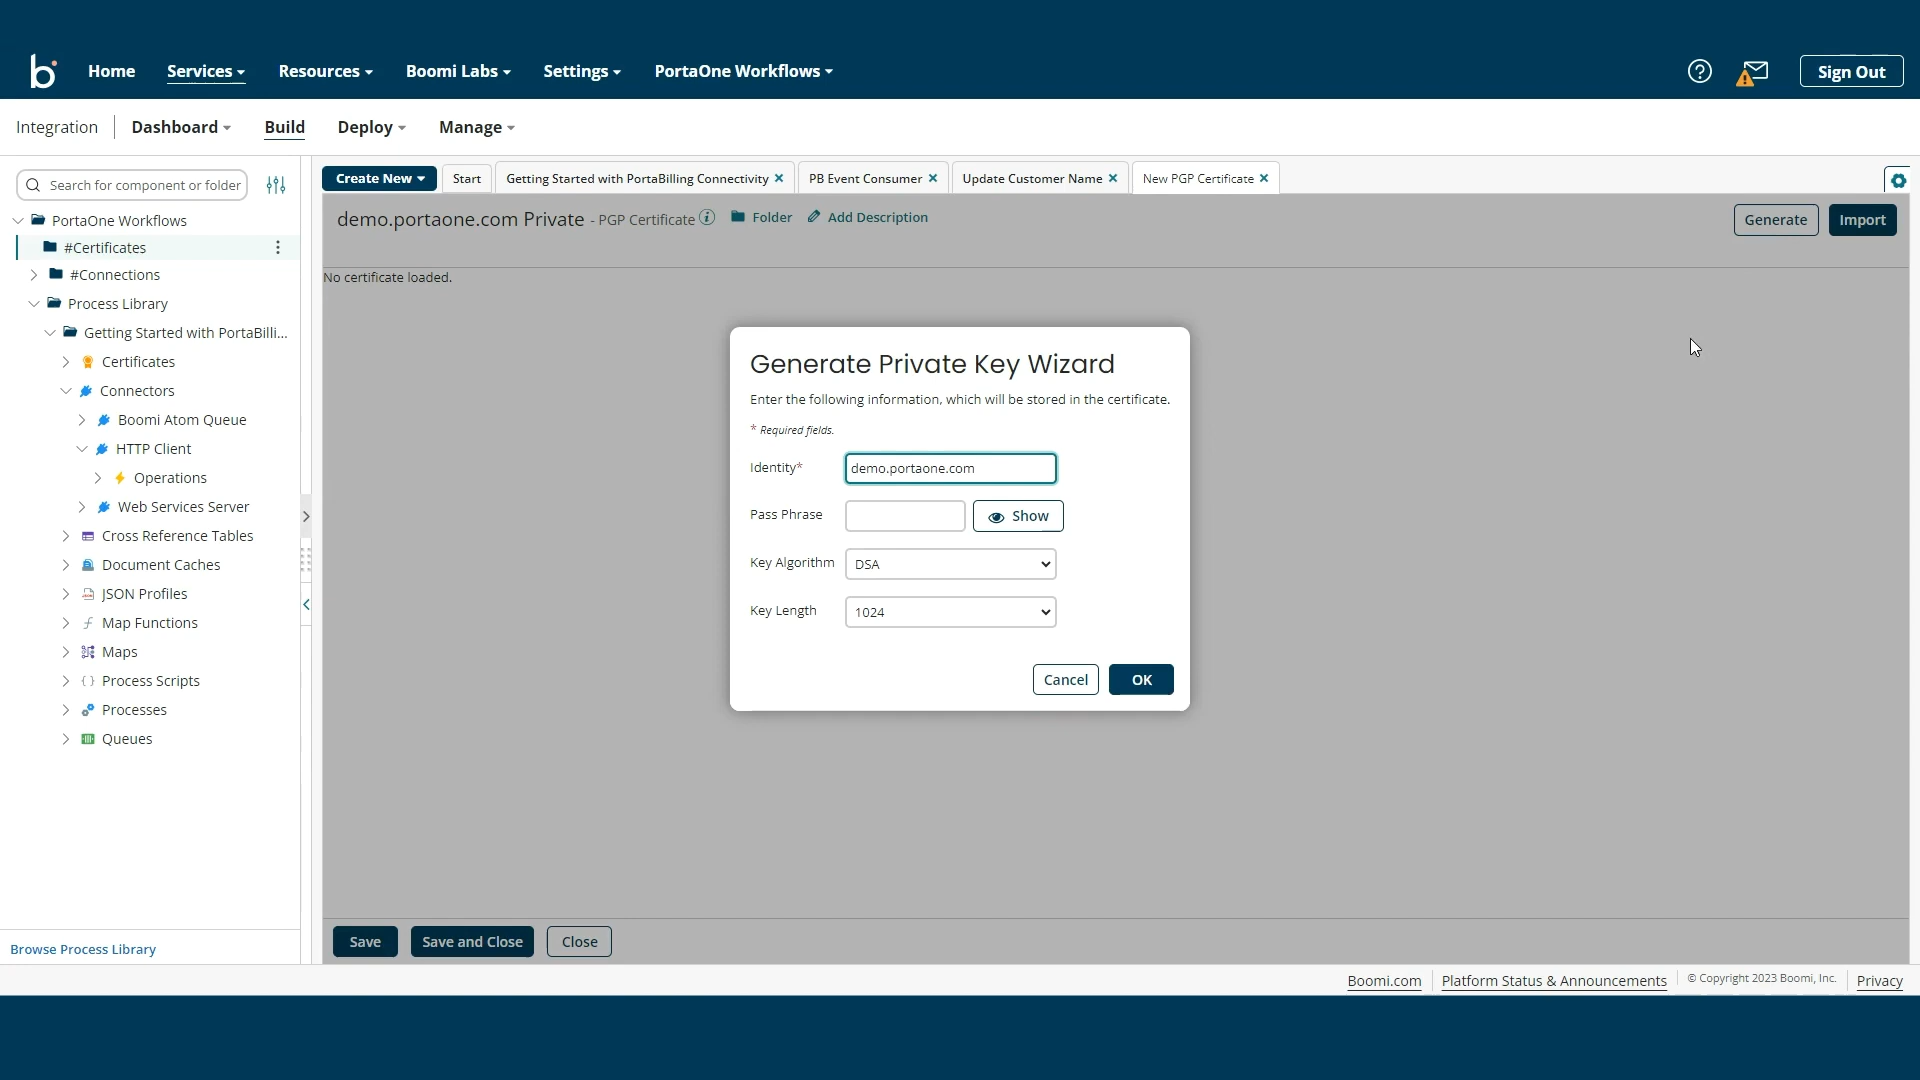 b Home Services Resources Boomi Labs Settings PortaOne Workflows Sign Out
Integration Dashboard Build Deploy Manage
Search for component or folder
PortaOne Workflows
#Certificates
#Connections
Process Library
Getting Started with PortaBilli...
Certificates
Connectors
Boomi Atom Queue
HTTP Client
Operations
Web Services Server
Cross Reference Tables
Document Caches
JSON Profiles
Map Functions
Maps
Process Scripts
Processes
Queues
Browse Process Library
Create New Start Getting Started with PortaBilling Connectivity PB Event Consumer Update Customer Name New PGP Certificate
demo.portaone.com Private - PGP Certificate Folder Add Description Generate Import
No certificate loaded.
Generate Private Key Wizard
Enter the following information, which will be stored in the certificate.
* Required fields.
Identity* demo.portaone.com
Pass Phrase Show
Key Algorithm DSA
Key Length 1024
Cancel OK
Save Save and Close Close
Boomi.com Platform Status & Announcements © Copyright 2023 Boomi, Inc. Privacy